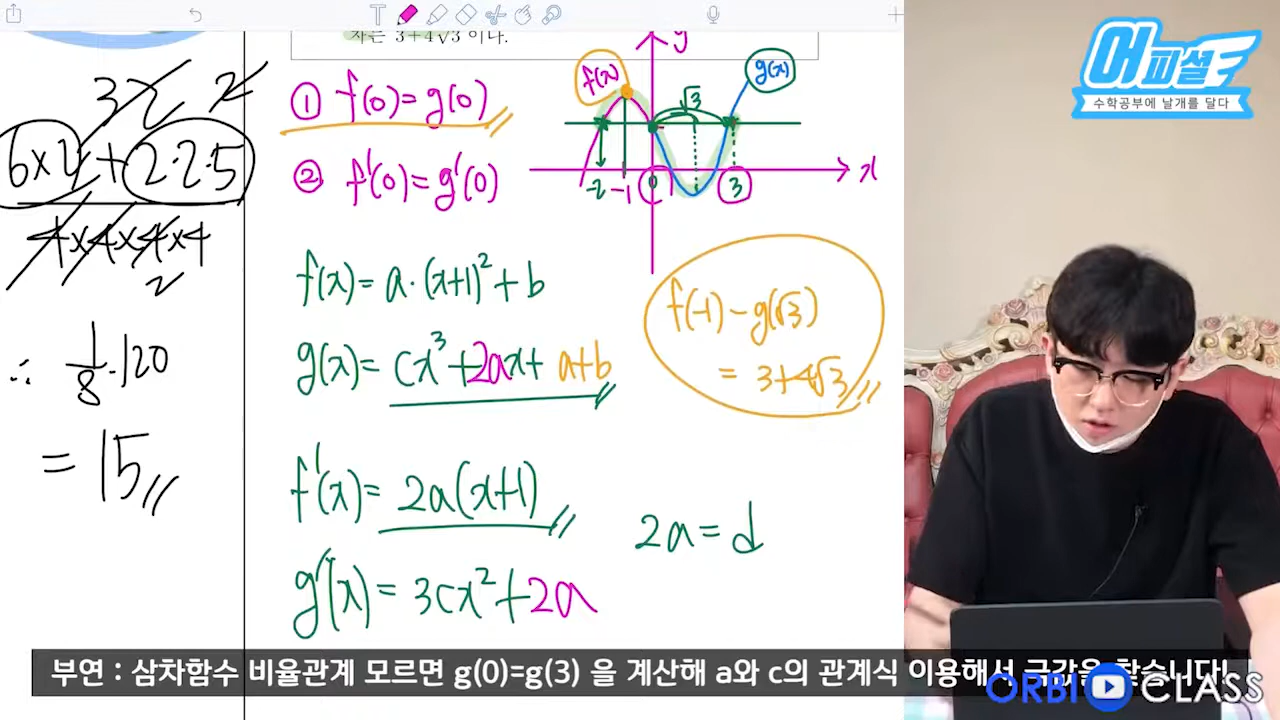 차는 3+4√3 이다.
3인 2
6×2 + 2·2·5
4×4×4×4
2
∴ 1/8 · 120
= 15
① f(0)=g(0)
② f'(0)=g'(0)
f(x)= a·(x+1)² + b
g(x)= cx³+2ax+ a+b
f'(x)= 2a(x+1)
g'(x)= 3cx²+2a
2a = d
f(x)
y
g(x)
√3
-2 -1 0 3
x
f(-1) - g(√3)
= 3+4√3
어피셜
수학공부에 날개를 달다
부연 : 삼차함수 비율관계 모르면 g(0)=g(3) 을 계산해 a와 c의 관계식 이용해서 극값을 찾습니다!
ORBI CLASS